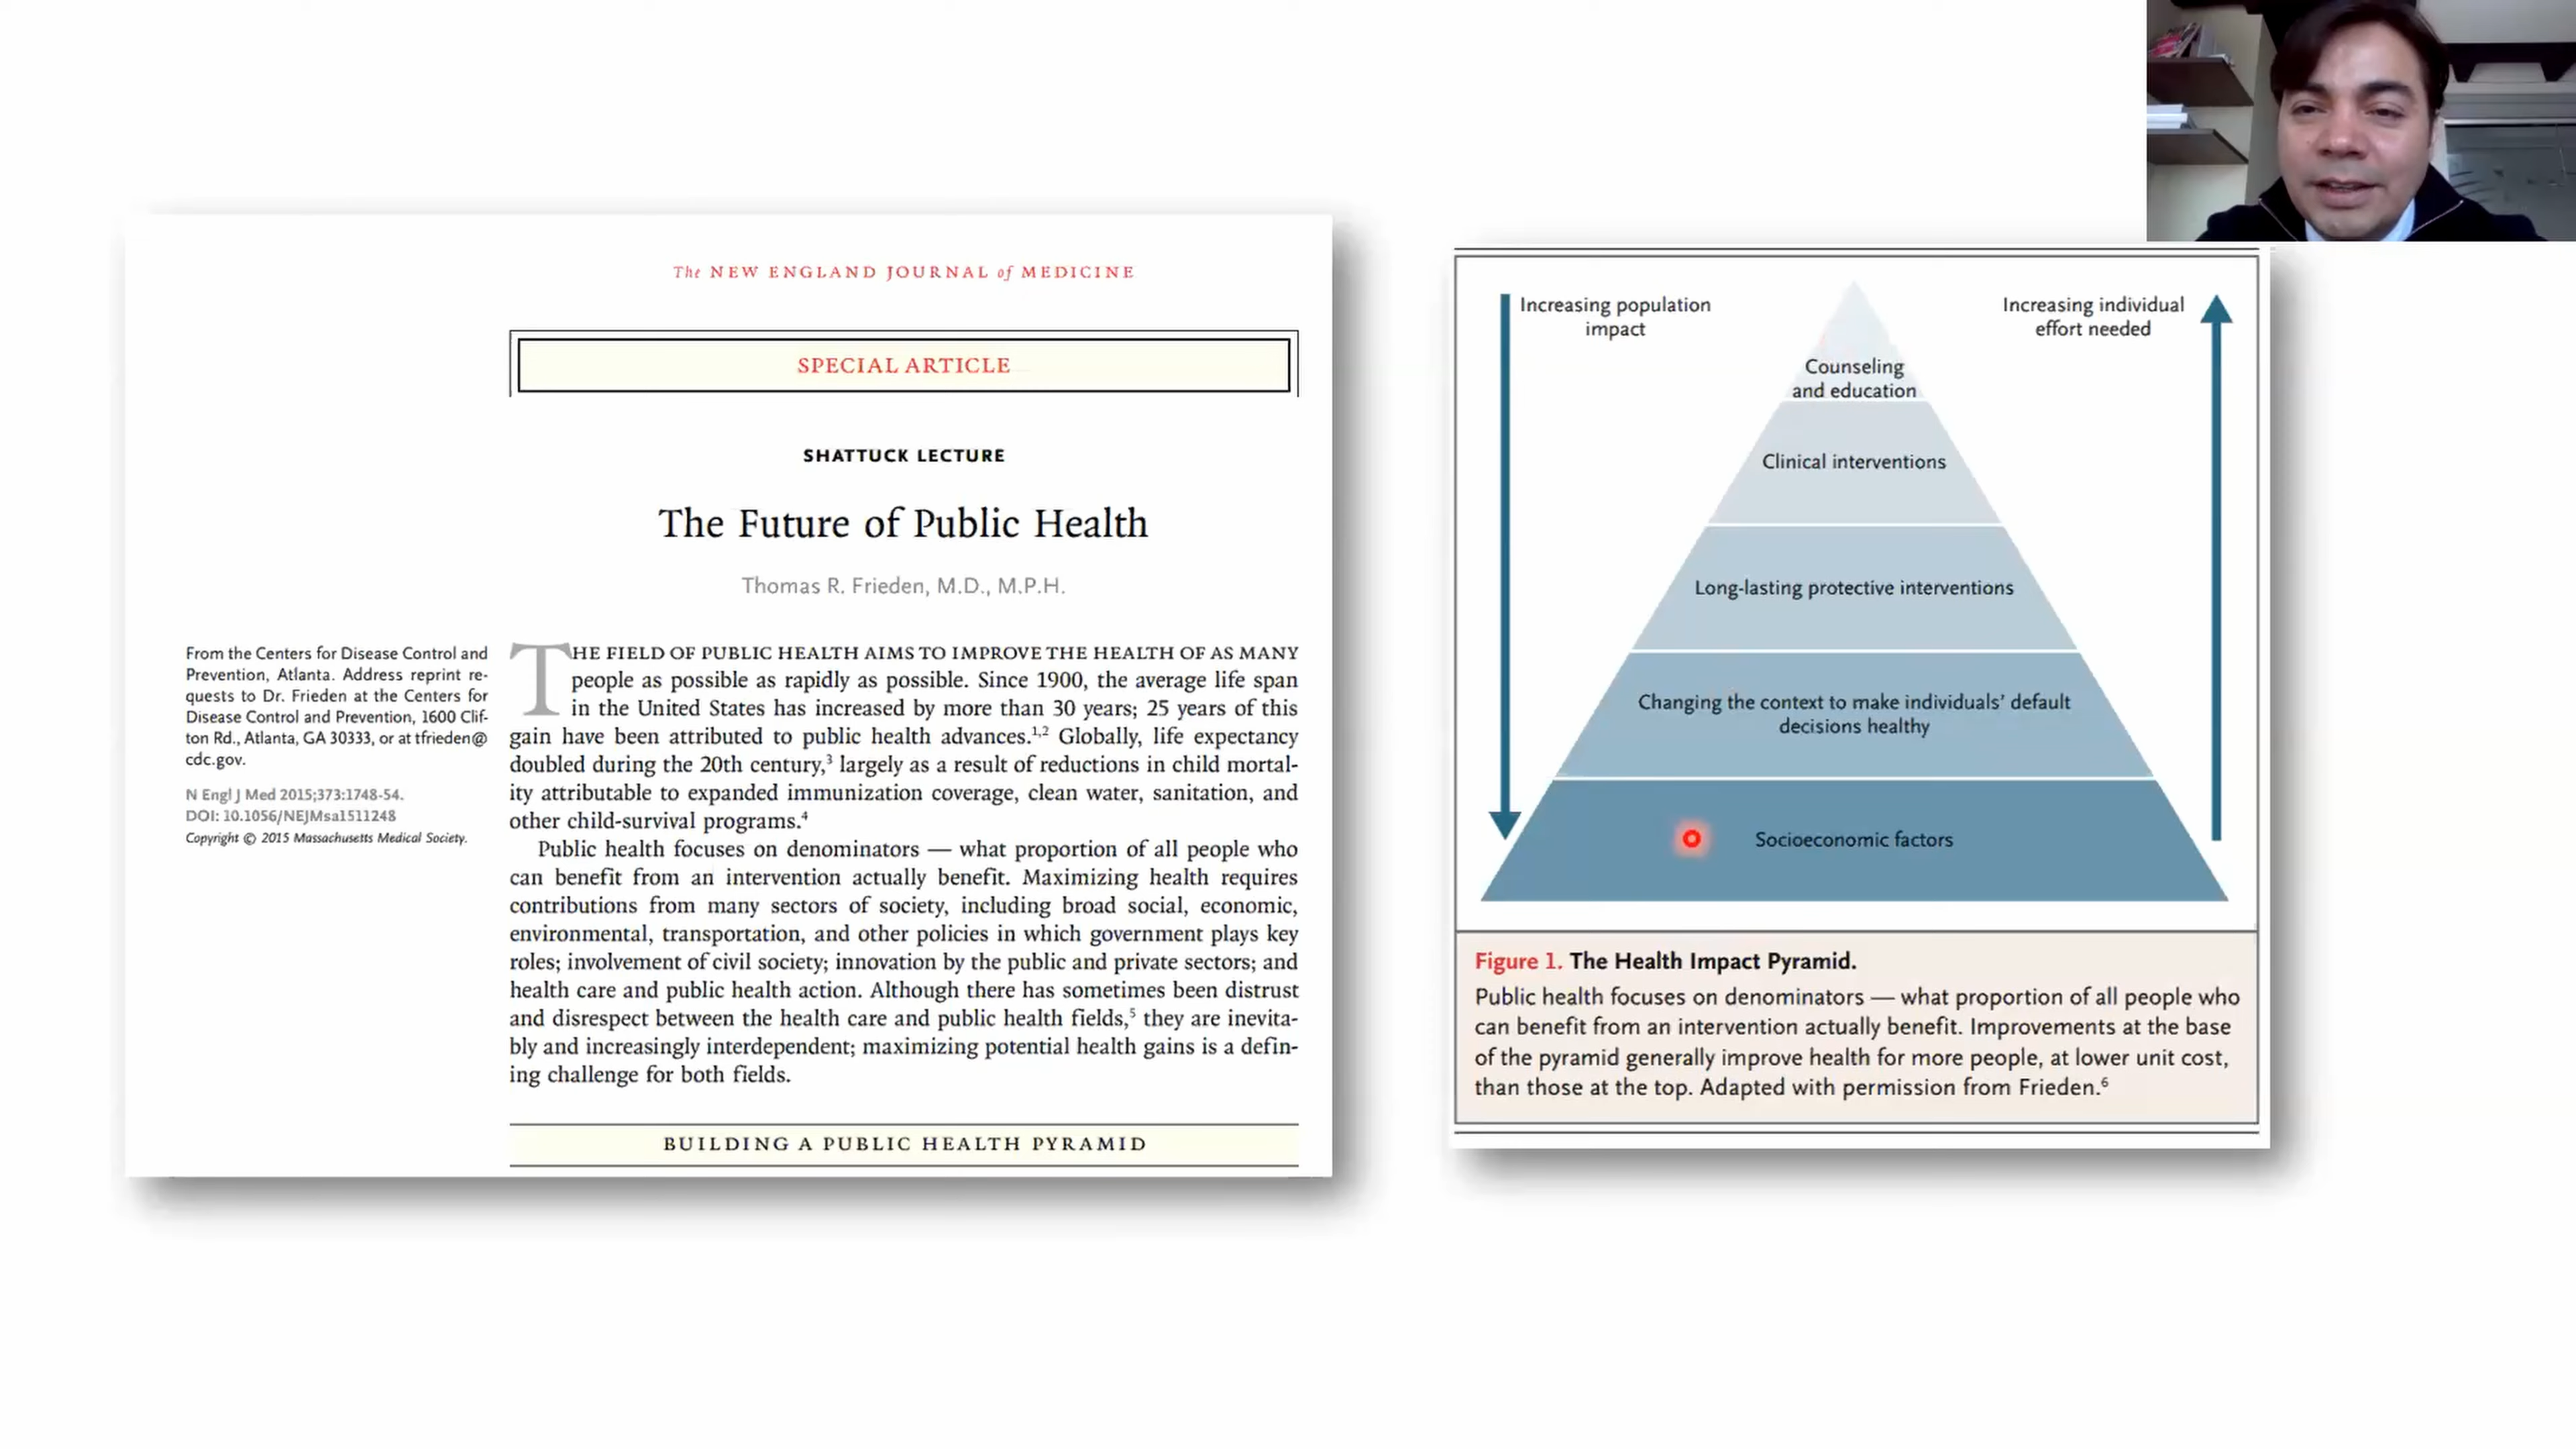 The NEW ENGLAND JOURNAL of MEDICINE
SPECIAL ARTICLE
SHATTUCK LECTURE
The Future of Public Health
Thomas R. Frieden, M.D., M.P.H.
From the Centers for Disease Control and
Prevention, Atlanta. Address reprint re-
quests to Dr. Frieden at the Centers for
Disease Control and Prevention, 1600 Clif-
ton Rd., Atlanta, GA 30333, or at tfrieden@
cdc.gov.
N Engl J Med 2015;373:1748-54.
DOI: 10.1056/NEJMsa1511248
Copyright © 2015 Massachusetts Medical Society.
THE FIELD OF PUBLIC HEALTH AIMS TO IMPROVE THE HEALTH OF AS MANY
people as possible as rapidly as possible. Since 1900, the average life span
in the United States has increased by more than 30 years; 25 years of this
gain have been attributed to public health advances.1,2 Globally, life expectancy
doubled during the 20th century,3 largely as a result of reductions in child mortal-
ity attributable to expanded immunization coverage, clean water, sanitation, and
other child-survival programs.4
Public health focuses on denominators — what proportion of all people who
can benefit from an intervention actually benefit. Maximizing health requires
contributions from many sectors of society, including broad social, economic,
environmental, transportation, and other policies in which government plays key
roles; involvement of civil society; innovation by the public and private sectors; and
health care and public health action. Although there has sometimes been distrust
and disrespect between the health care and public health fields,5 they are inevita-
bly and increasingly interdependent; maximizing potential health gains is a defin-
ing challenge for both fields.
BUILDING A PUBLIC HEALTH PYRAMID
Increasing population
impact
Increasing individual
effort needed
Counseling
and education
Clinical interventions
Long-lasting protective interventions
Changing the context to make individuals' default
decisions healthy
Socioeconomic factors
Figure 1. The Health Impact Pyramid.
Public health focuses on denominators — what proportion of all people who
can benefit from an intervention actually benefit. Improvements at the base
of the pyramid generally improve health for more people, at lower unit cost,
than those at the top. Adapted with permission from Frieden.6